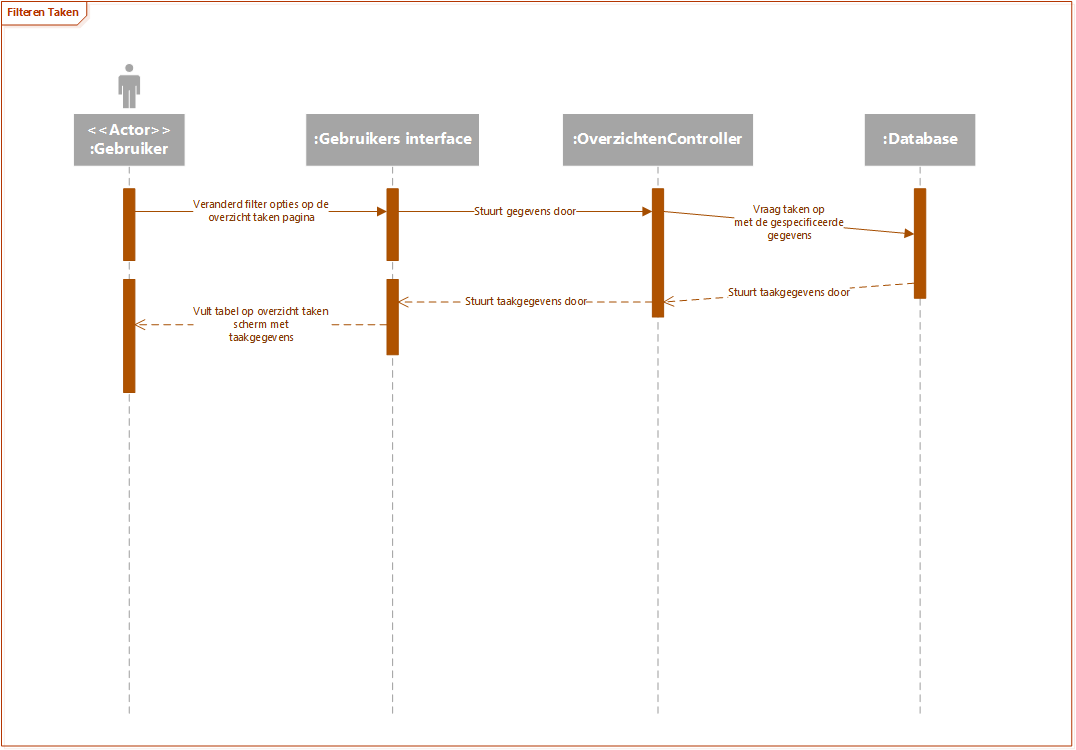 Filteren Taken
<<Actor>>
:Gebruiker
:Gebruikers interface
:OverzichtenController
:Database
Veranderd filter opties op de
overzicht taken pagina
Stuurt gegevens door
Vraag taken op
met de gespecificeerde
gegevens
Stuurt taakgegevens door
Stuurt taakgegevens door
Vult tabel op overzicht taken
scherm met
taakgegevens